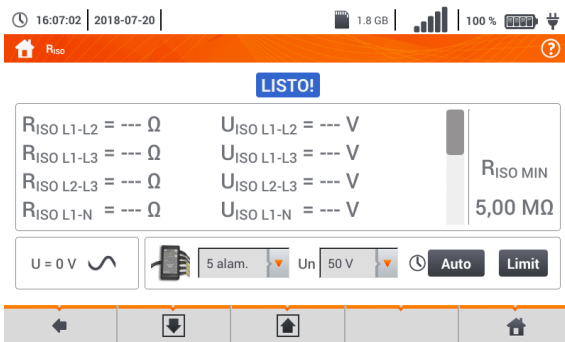 16:07:02 2018-07-20 1.8 GB 100 %
RISO ?
LISTO!
RISO L1-L2 = --- Ω UISO L1-L2 = --- V
RISO L1-L3 = --- Ω UISO L1-L3 = --- V
RISO L2-L3 = --- Ω UISO L2-L3 = --- V
RISO L1-N = --- Ω UISO L1-N = --- V
RISO MIN
5,00 MΩ
U = 0 V 5 alam. Un 50 V Auto Limit